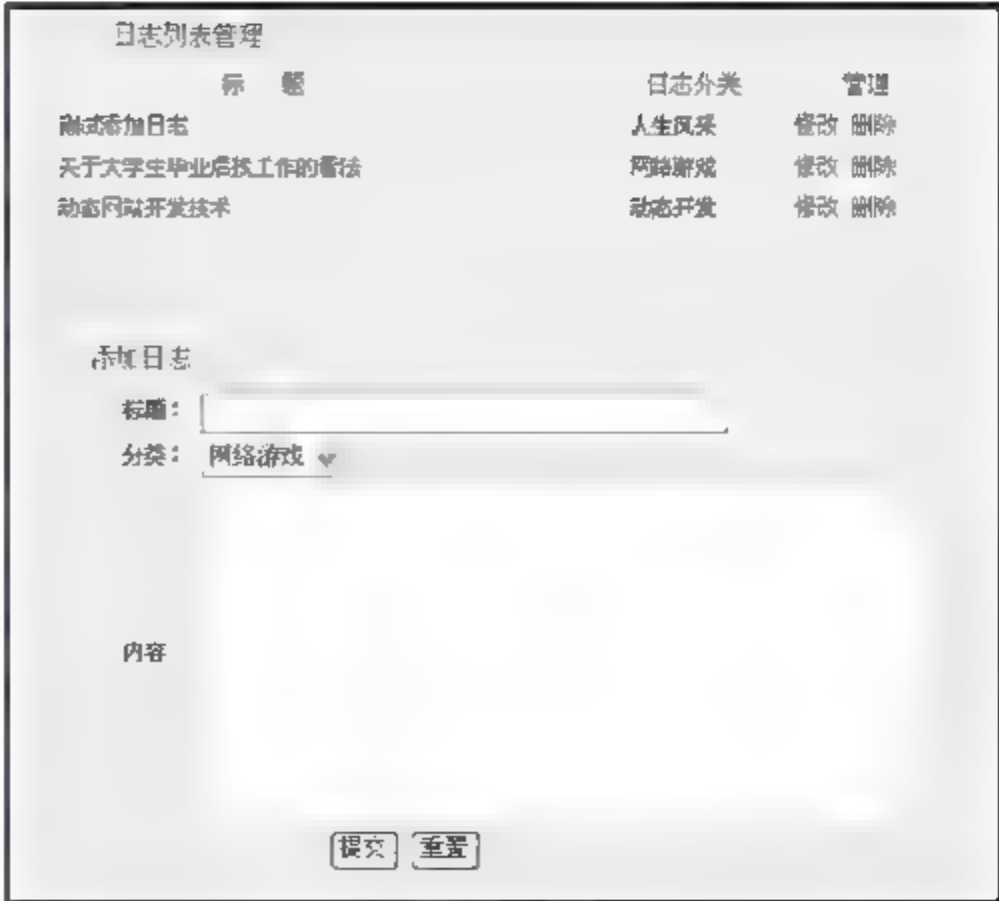 日志列表管理
标 题 日志分类 管理
测试添加日志 人生风采 修改 删除
关于大学生毕业后找工作的看法 网络游戏 修改 删除
动态网站开发技术 动态开发 修改 删除
添加日志
标题：
分类： 网络游戏
内容
提交 重置